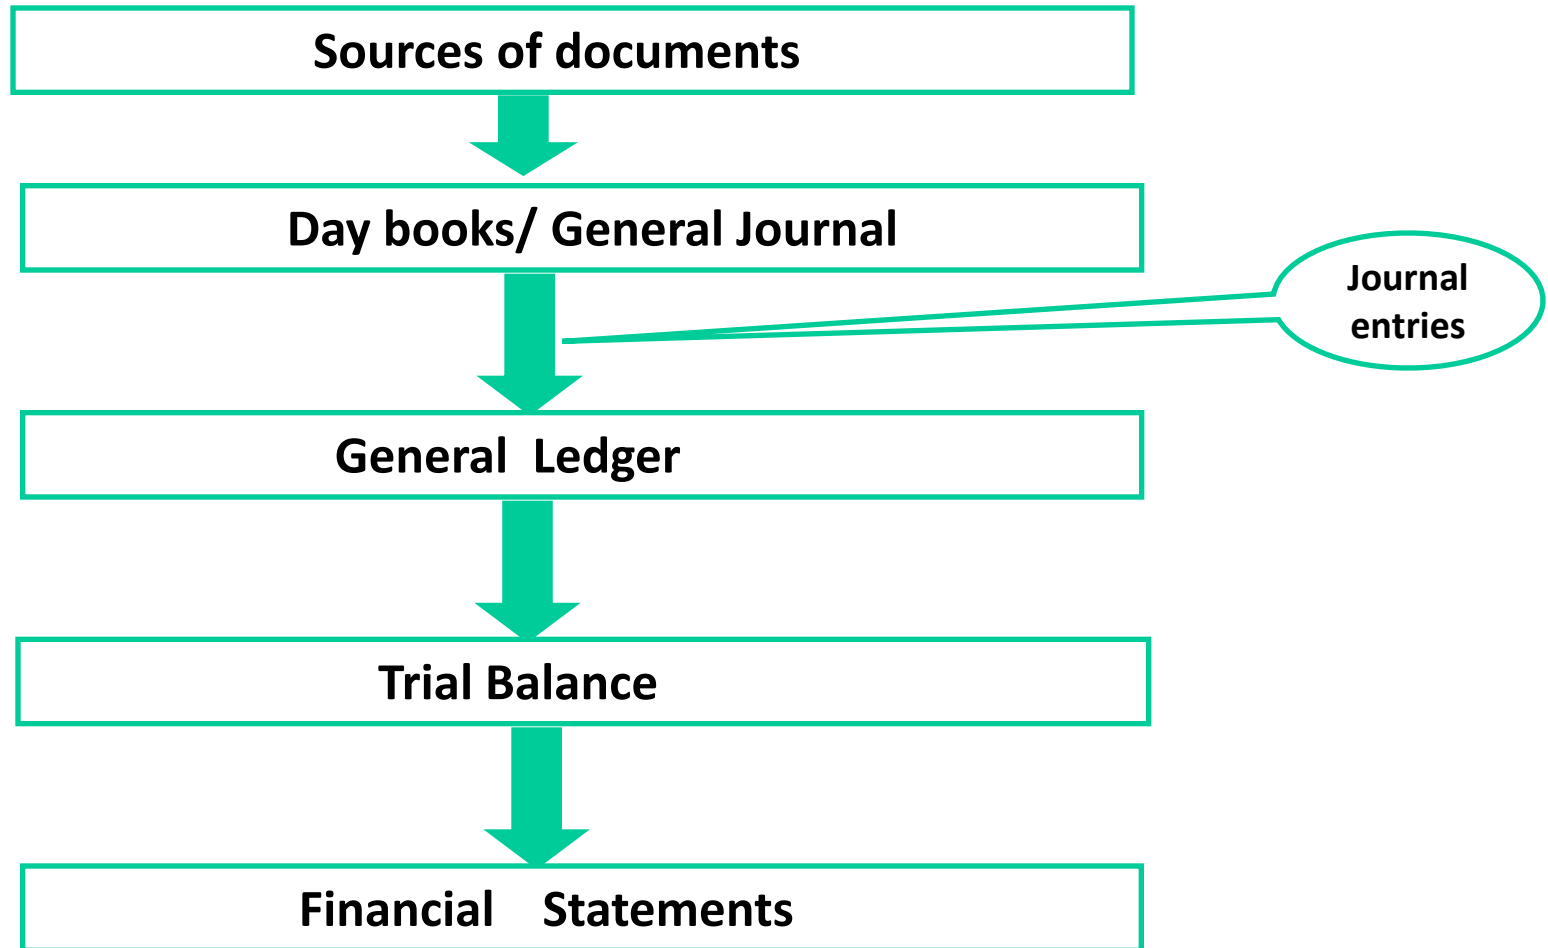 Sources of documents
Day books/ General Journal
Journal
entries
General Ledger
Trial Balance
Financial Statements